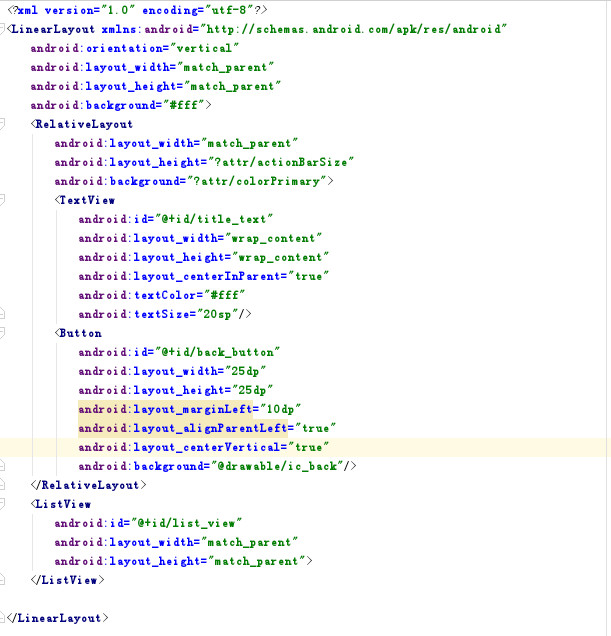 <?xml version="1.0" encoding="utf-8"?>
<LinearLayout xmlns:android="http://schemas.android.com/apk/res/android"
    android:orientation="vertical"
    android:layout_width="match_parent"
    android:layout_height="match_parent"
    android:background="#fff">
    <RelativeLayout
        android:layout_width="match_parent"
        android:layout_height="?attr/actionBarSize"
        android:background="?attr/colorPrimary">
        <TextView
            android:id="@+id/title_text"
            android:layout_width="wrap_content"
            android:layout_height="wrap_content"
            android:layout_centerInParent="true"
            android:textColor="#fff"
            android:textSize="20sp"/>
        <Button
            android:id="@+id/back_button"
            android:layout_width="25dp"
            android:layout_height="25dp"
            android:layout_marginLeft="10dp"
            android:layout_alignParentLeft="true"
            android:layout_centerVertical="true"
            android:background="@drawable/ic_back"/>
    </RelativeLayout>
    <ListView
        android:id="@+id/list_view"
        android:layout_width="match_parent"
        android:layout_height="match_parent">
    </ListView>
</LinearLayout>